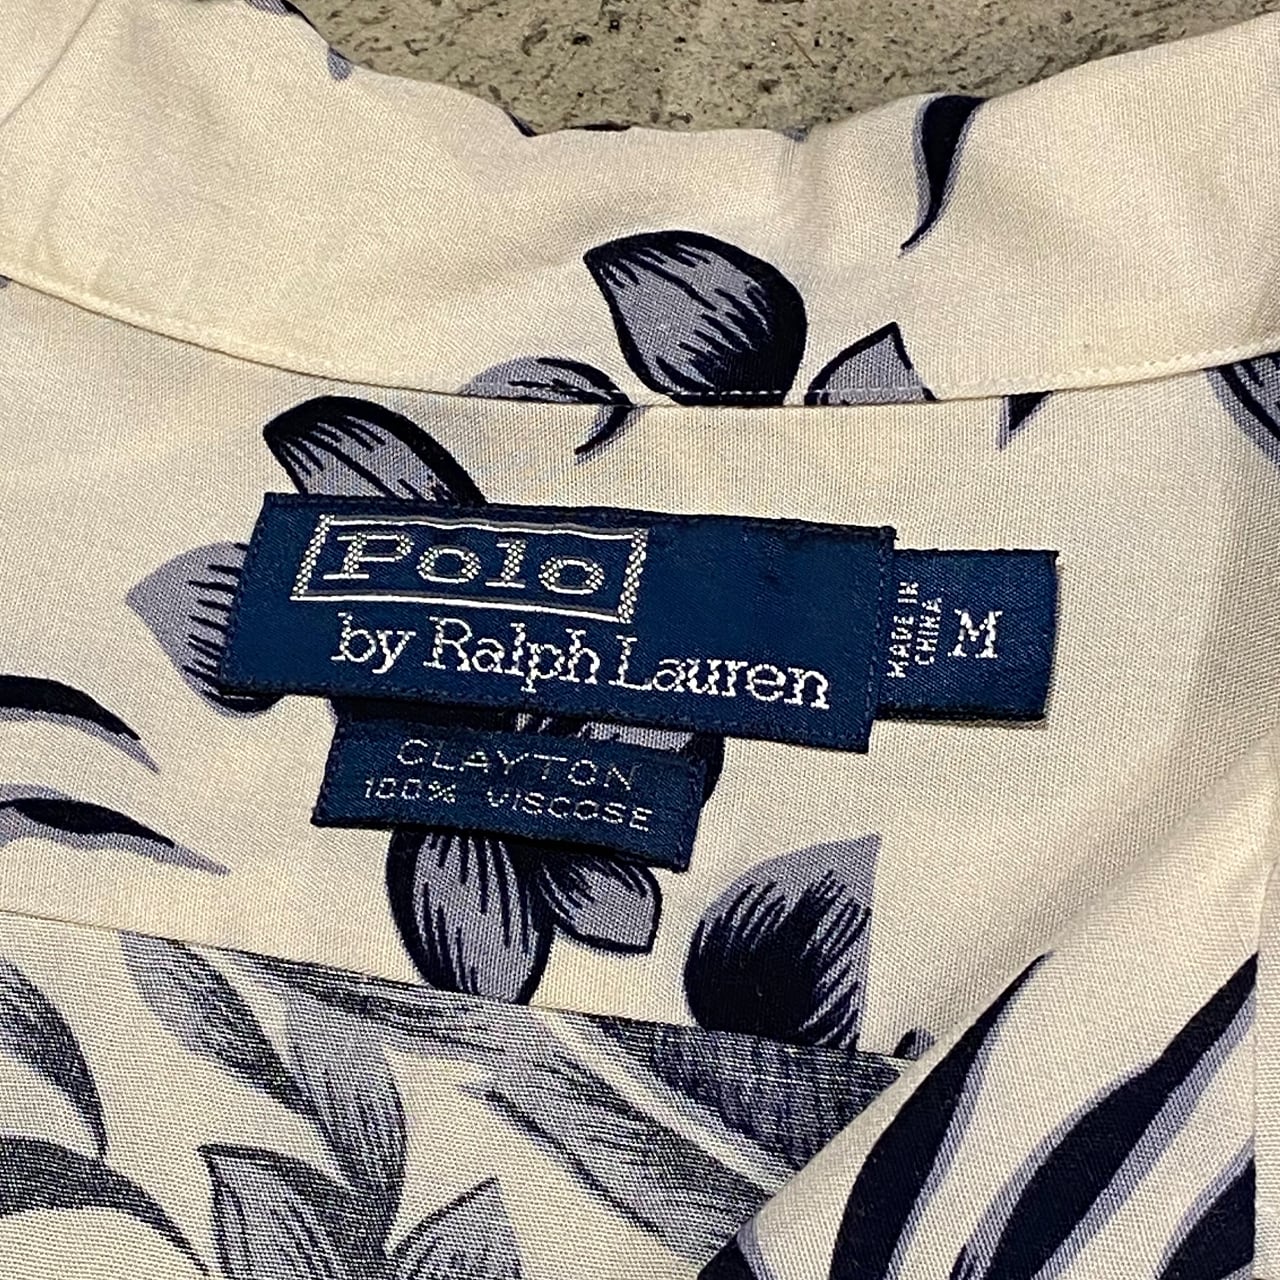 Polo
by Ralph Lauren
MADE IN
CHINA
M
CLAYTON
100% VISCOSE